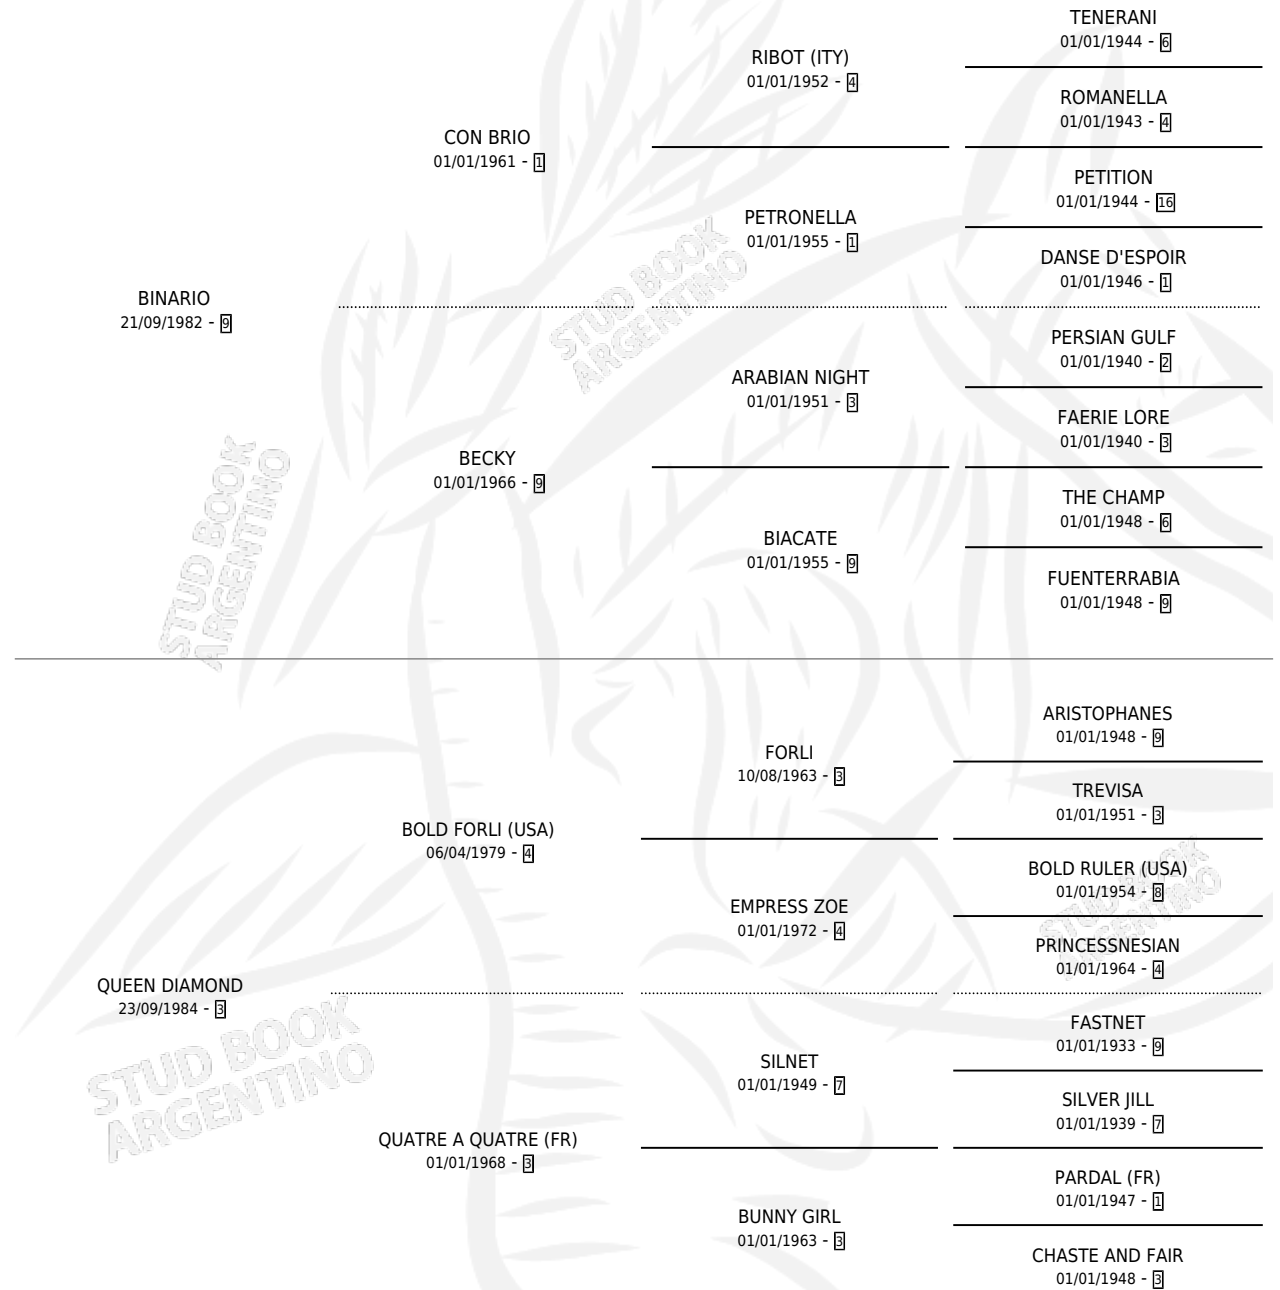 TENERANI
01/01/1944 - 6
RIBOT (ITY)
01/01/1952 - 4
ROMANELLA
01/01/1943 - 4
CON BRIO
01/01/1961 - 1
PETITION
01/01/1944 - 16
PETRONELLA
01/01/1955 - 1
DANSE D'ESPOIR
01/01/1946 - 1
BINARIO
21/09/1982 - 9
PERSIAN GULF
01/01/1940 - 2
ARABIAN NIGHT
01/01/1951 - 3
FAERIE LORE
01/01/1940 - 3
BECKY
01/01/1966 - 9
THE CHAMP
01/01/1948 - 6
BIACATE
01/01/1955 - 9
FUENTERRABIA
01/01/1948 - 9
ARISTOPHANES
01/01/1948 - 9
FORLI
10/08/1963 - 3
TREVISA
01/01/1951 - 3
BOLD FORLI (USA)
06/04/1979 - 4
BOLD RULER (USA)
01/01/1954 - 8
EMPRESS ZOE
01/01/1972 - 4
PRINCESSNESIAN
01/01/1964 - 4
QUEEN DIAMOND
23/09/1984 - 3
FASTNET
01/01/1933 - 9
SILNET
01/01/1949 - 7
SILVER JILL
01/01/1939 - 7
QUATRE A QUATRE (FR)
01/01/1968 - 3
PARDAL (FR)
01/01/1947 - 1
BUNNY GIRL
01/01/1963 - 3
CHASTE AND FAIR
01/01/1948 - 3
STUD BOOK
ARGENTINO
STUD BOOK
ARGENTINO
STUD BOOK
ARGENTINO
STUD BOOK
ARGENTINO